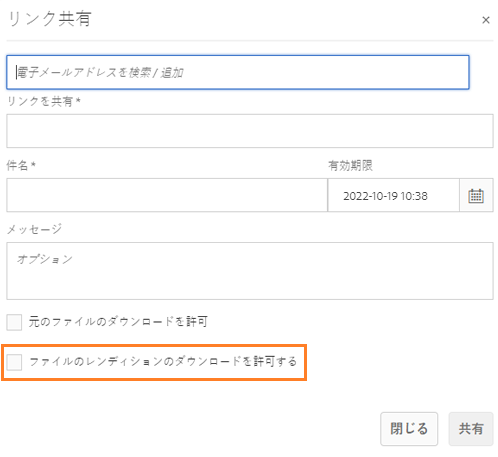 リンク共有
×
電子メールアドレスを検索 / 追加
リンクを共有 *
件名 *
有効期限
2022-10-19 10:38
メッセージ
オプション
元のファイルのダウンロードを許可
ファイルのレンディションのダウンロードを許可する
閉じる
共有